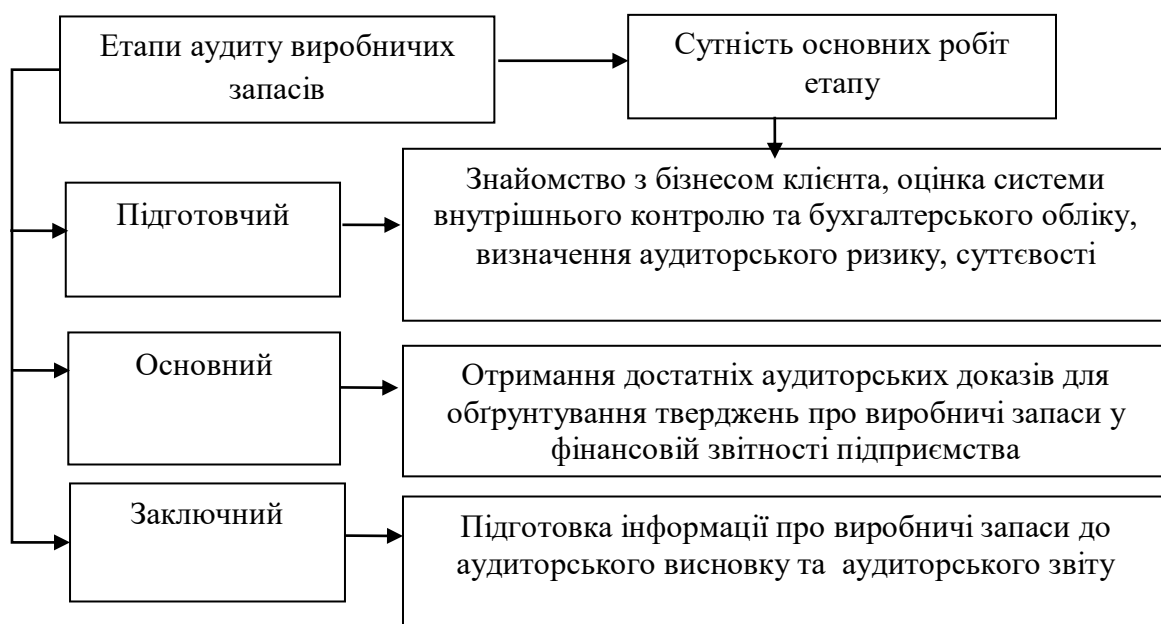 Етапи аудиту виробничих
запасів
Сутність основних робіт
етапу
Підготовчий
Знайомство з бізнесом клієнта, оцінка системи
внутрішнього контролю та бухгалтерського обліку,
визначення аудиторського ризику, суттєвості
Основний
Отримання достатніх аудиторських доказів для
обґрунтування тверджень про виробничі запаси у
фінансовій звітності підприємства
Заключний
Підготовка інформації про виробничі запаси до
аудиторського висновку та аудиторського звіту